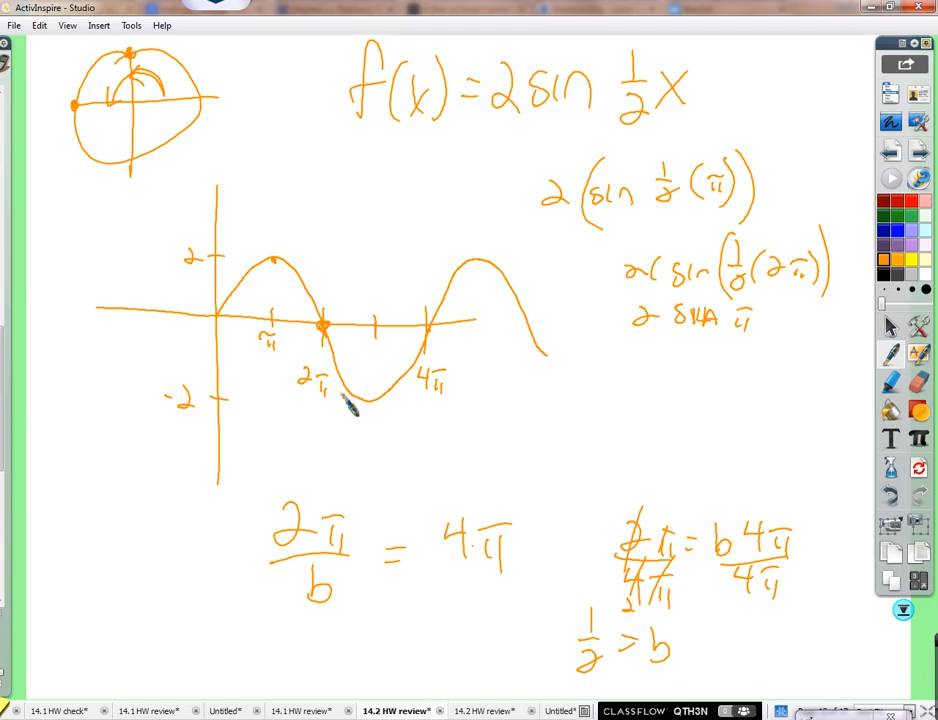 ActivInspire - Studio
File Edit View Insert Tools
f(x) = 2 sin 1/2 x
2 (sin 1/2 (π))
2( sin (1/2 (2π))
2 sin π
2
π
2π
4π
-2
2π/b = 4π
2π/4π = b4π/4π
2
1/2 = b
14.1 HW check* 14.1 HW review* Untitled* 14.1 HW review* 14.2 HW review* 14.2 HW review* Untitled* CLASSFLOW QTH3N 0